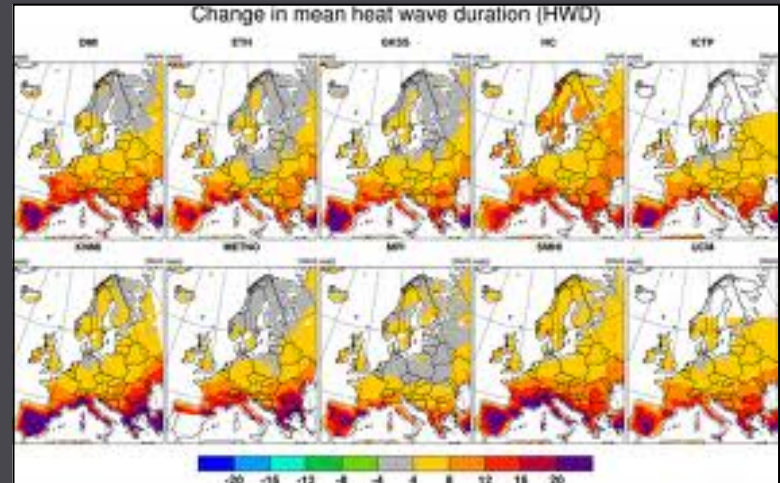 Change in mean heat wave duration (HWD)
DMI ETH GKSS HC ICTP
KNMI METNO MPI SMHI UCM
-20 -16 -12 -8 -4 4 8 12 16 20